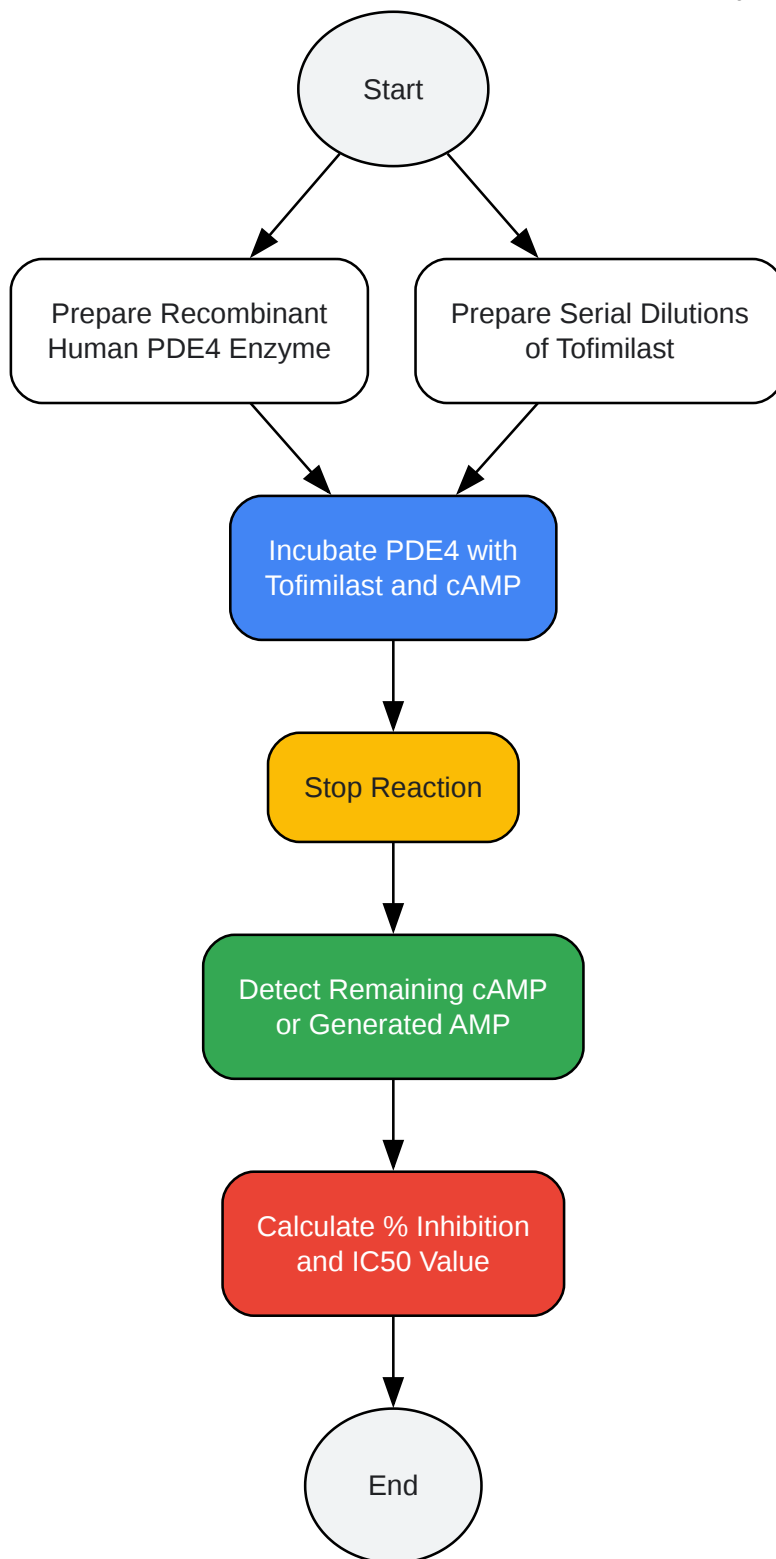 Start
Prepare Recombinant
Human PDE4 Enzyme
Prepare Serial Dilutions
of Tofimilast
Incubate PDE4 with
Tofimilast and cAMP
Stop Reaction
Detect Remaining cAMP
or Generated AMP
Calculate % Inhibition
and IC50 Value
End